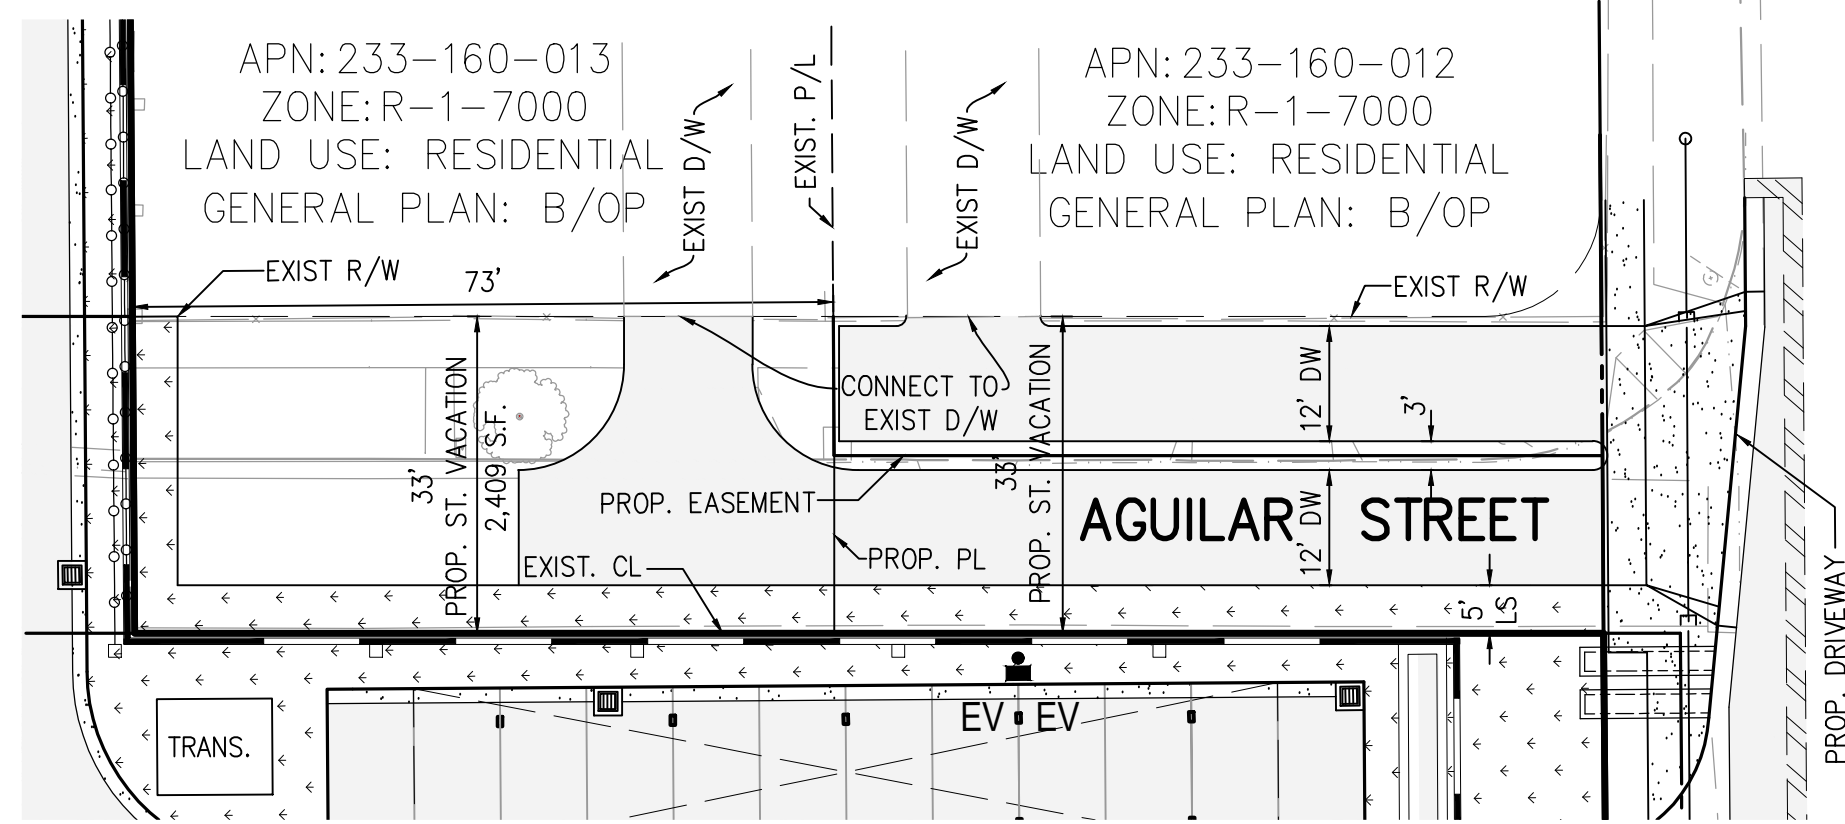 APN: 233-160-013
ZONE: R-1-7000
LAND USE: RESIDENTIAL
GENERAL PLAN: B/OP
EXIST D/W
EXIST. P/L
EXIST D/W
APN: 233-160-012
ZONE: R-1-7000
LAND USE: RESIDENTIAL
GENERAL PLAN: B/OP
EXIST R/W
73'
EXIST R/W
33'
PROP. ST. VACATION
2,409 S.F.
CONNECT TO
EXIST D/W
33'
PROP. ST. VACATION
12' DW
3'
PROP. EASEMENT
AGUILAR STREET
12' DW
EXIST. CL
PROP. PL
5'
LS
PROP. DRIVEWAY
E
E
TRANS.
EV EV